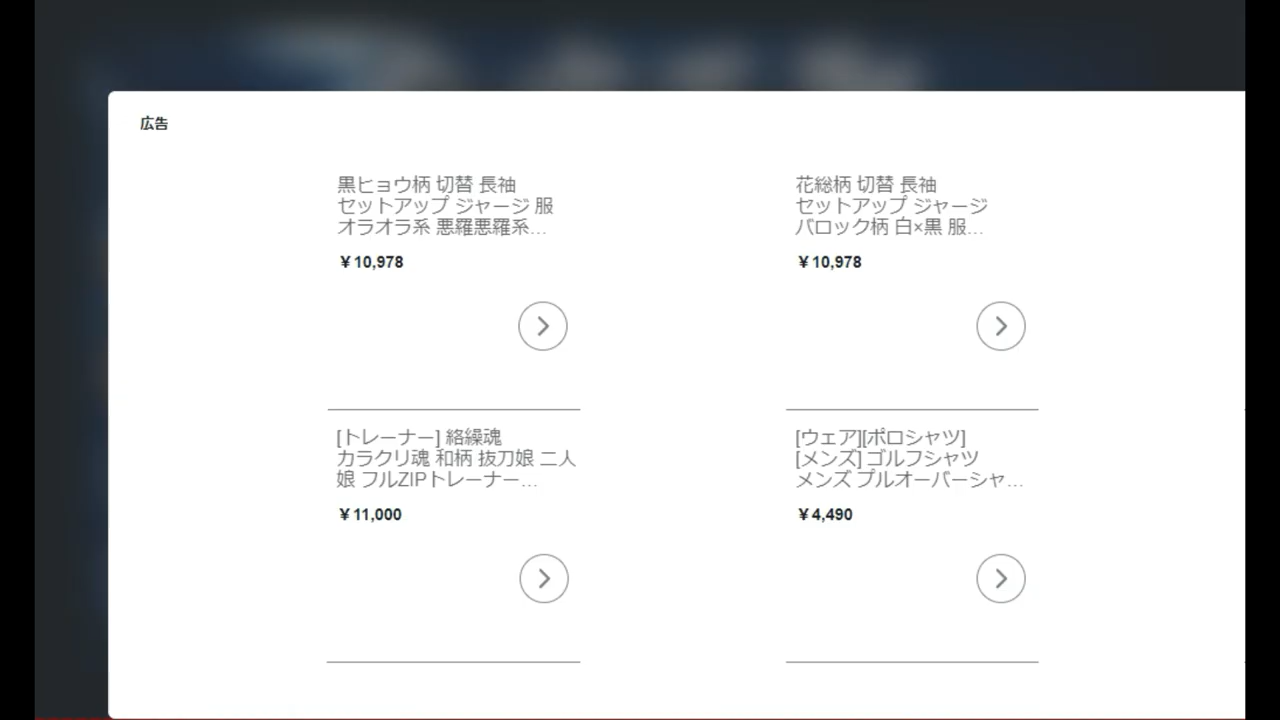 広告
黒ヒョウ柄 切替 長袖
セットアップ ジャージ 服
オラオラ系 悪羅悪羅系...
￥10,978
花総柄 切替 長袖
セットアップ ジャージ
バロック柄 白×黒 服...
￥10,978
[トレーナー] 絡繰魂
カラクリ魂 和柄 抜刀娘 二人
娘 フルZIPトレーナー...
￥11,000
[ウェア][ポロシャツ]
[メンズ] ゴルフシャツ
メンズ プルオーバーシャ...
￥4,490